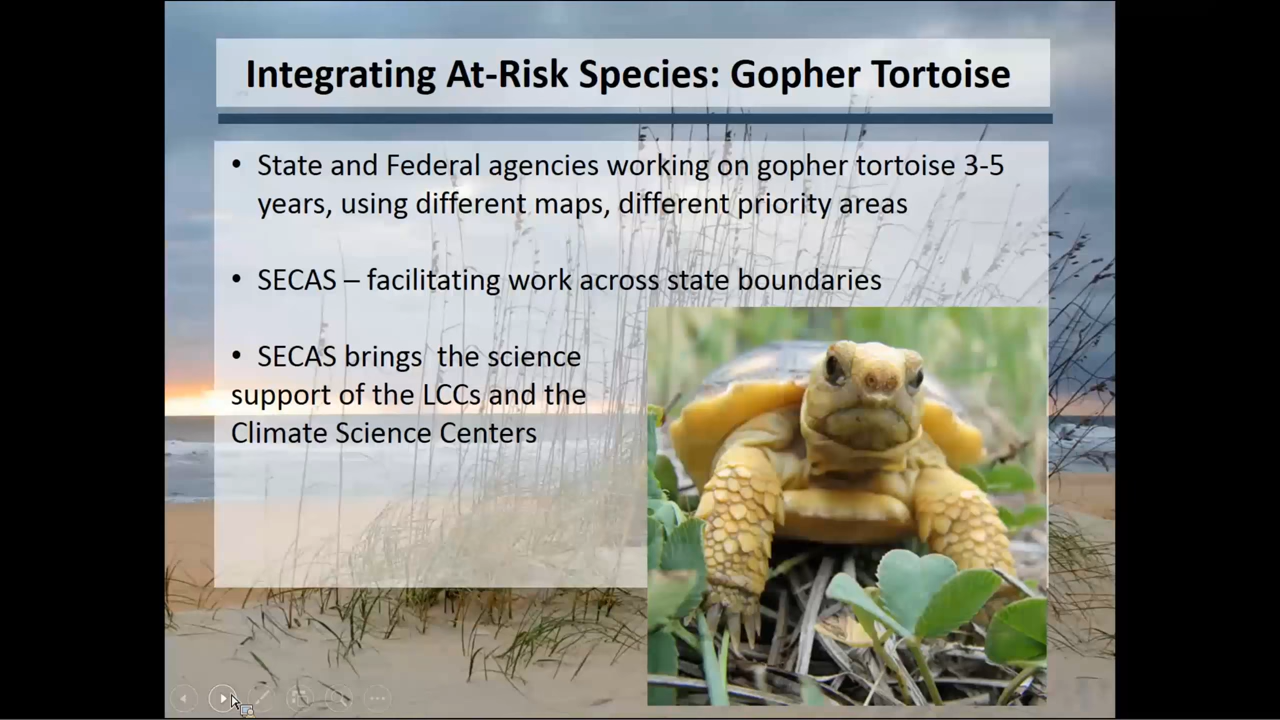 Integrating At-Risk Species: Gopher Tortoise
• State and Federal agencies working on gopher tortoise 3-5
years, using different maps, different priority areas
• SECAS – facilitating work across state boundaries
• SECAS brings  the science
support of the LCCs and the
Climate Science Centers